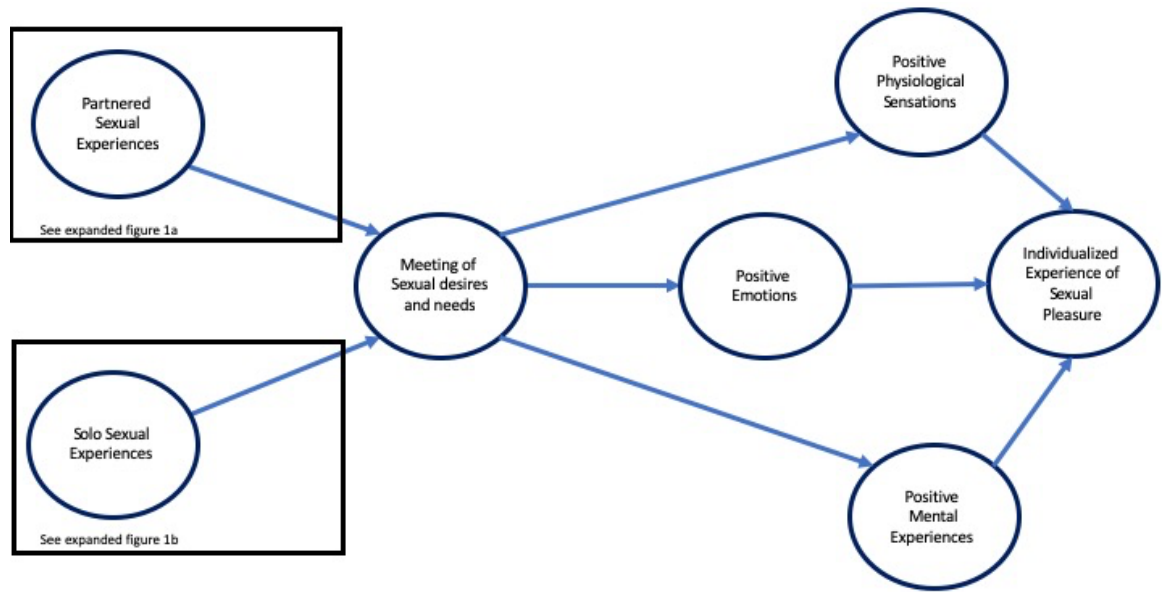 Partnered
Sexual
Experiences
See expanded figure 1a
Solo Sexual
Experiences
See expanded figure 1b
Meeting of
Sexual desires
and needs
Positive
Physiological
Sensations
Positive
Emotions
Positive
Mental
Experiences
Individualized
Experience of
Sexual
Pleasure